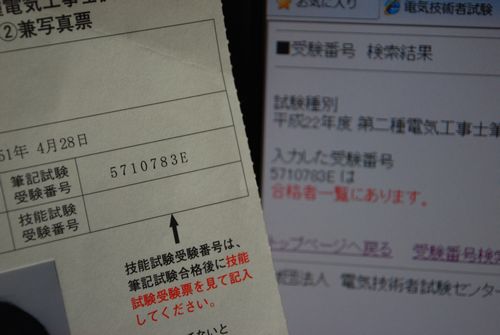 電気工事士
②兼写真票
51年 4月28日
筆記試験
受験番号
5710783E
技能試験
受験番号
技能試験受験番号は、
筆記試験合格後に技能
試験受験票を見て記入
してください。
ないと
お気に入り
電気技術者試験
■受験番号 検索結果
試験種別
平成22年度 第二種電気工事士筆
入力した受験番号
5710783E は
合格者一覧にあります。
トップページへ戻る
受験番号検
団法人 電気技術者試験センター